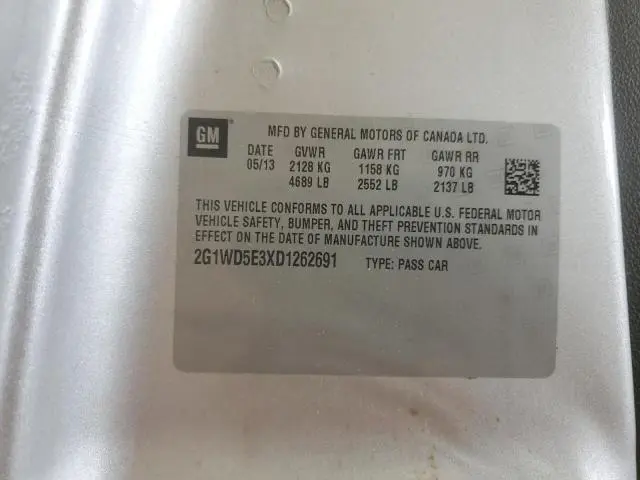 GM
MFD BY GENERAL MOTORS OF CANADA LTD.
DATE GVWR GAWR FRT GAWR RR
05/13 2128 KG 1158 KG 970 KG
4689 LB 2552 LB 2137 LB
THIS VEHICLE CONFORMS TO ALL APPLICABLE U.S. FEDERAL MOTOR
VEHICLE SAFETY, BUMPER, AND THEFT PREVENTION STANDARDS IN
EFFECT ON THE DATE OF MANUFACTURE SHOWN ABOVE.
2G1WD5E3XD1262691 TYPE: PASS CAR